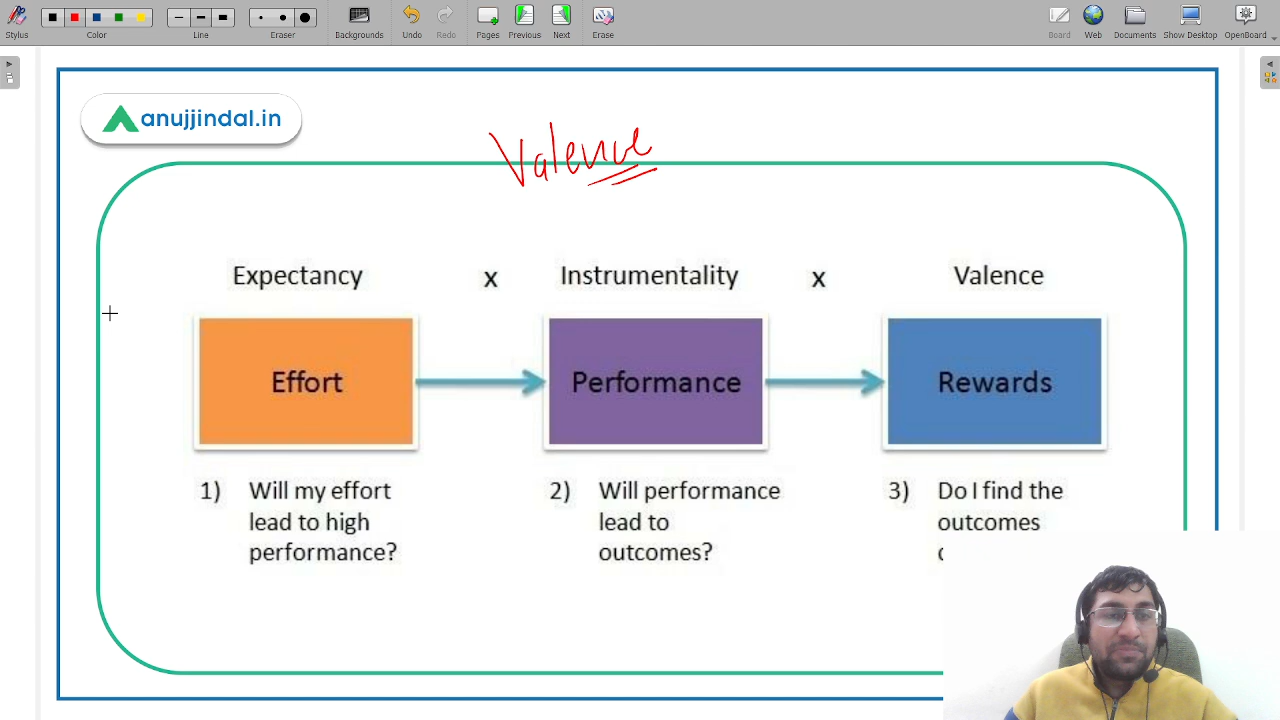 Stylus
Color
Line
Eraser
Backgrounds
Undo
Redo
Pages
Previous
Next
Erase
Board
Web
Documents
Show Desktop
OpenBoard
anujjindal.in
Valence
Expectancy x Instrumentality x Valence
Effort
Performance
Rewards
1) Will my effort
lead to high
performance?
2) Will performance
lead to
outcomes?
3) Do I find the
outcomes